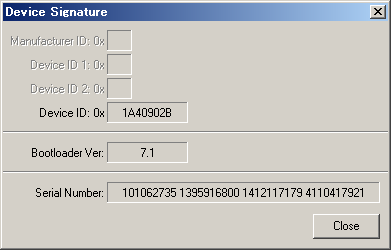 Device Signature
Manufacturer ID: 0x
Device ID 1: 0x
Device ID 2: 0x
Device ID: 0x 1A40902B
Bootloader Ver: 7.1
Serial Number: 101062735 1395916800 1412117179 4110417921
Close